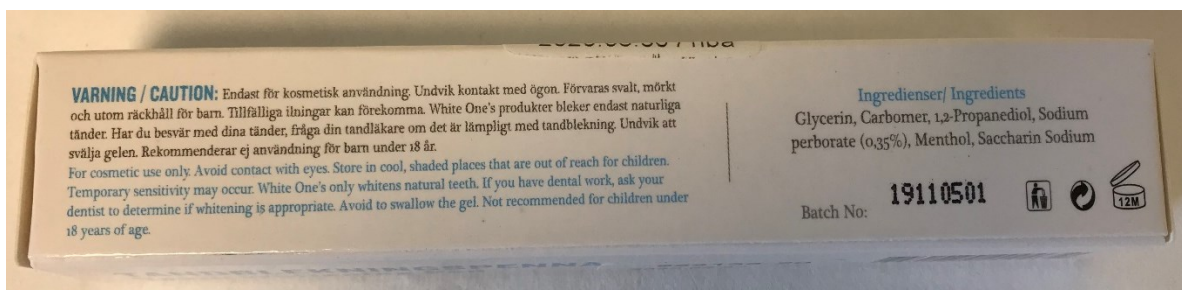 VARNING / CAUTION: Endast för kosmetisk användning. Undvik kontakt med ögon. Förvaras svalt, mörkt
och utom räckhåll för barn. Tillfälliga ilningar kan förekomma. White One's produkter bleker endast naturliga
tänder. Har du besvär med dina tänder, fråga din tandläkare om det är lämpligt med tandblekning. Undvik att
svälja gelen. Rekommenderar ej användning för barn under 18 år.
For cosmetic use only. Avoid contact with eyes. Store in cool, shaded places that are out of reach for children.
Temporary sensitivity may occur. White One's only whitens natural teeth. If you have dental work, ask your
dentist to determine if whitening is appropriate. Avoid to swallow the gel. Not recommended for children under
18 years of age.
Ingredienser/ Ingredients
Glycerin, Carbomer, 1,2-Propanediol, Sodium
perborate (0,35%), Menthol, Saccharin Sodium
Batch No: 19110501
12M